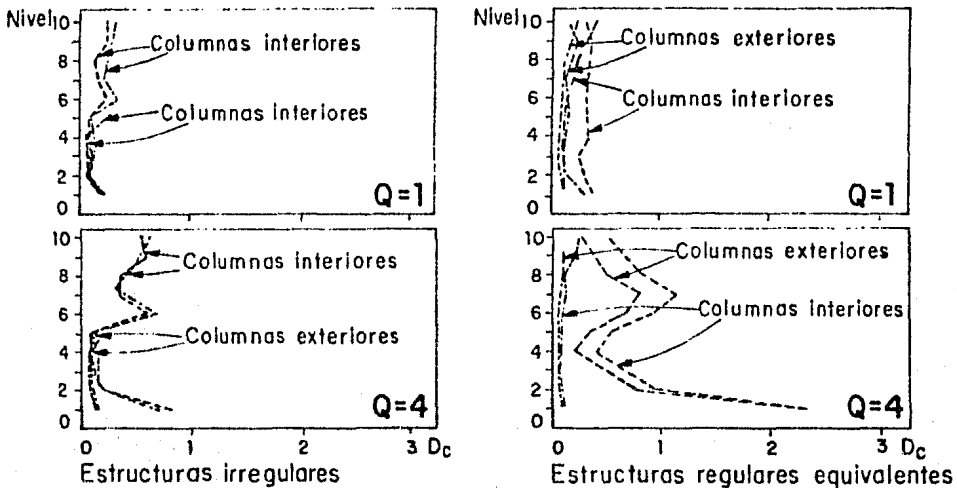 Nivel 10
8
6
4
2
0
Columnas interiores
Columnas interiores
Q=1
Nivel 10
8
6
4
2
0
Columnas exteriores
Columnas interiores
Q=1
10
8
6
4
2
0
Columnas interiores
Columnas exteriores
Q=4
0 1 2 3 Dc
Estructuras irregulares
10
8
6
4
2
0
Columnas exteriores
Columnas interiores
Q=4
0 1 2 3 Dc
Estructuras regulares equivalentes